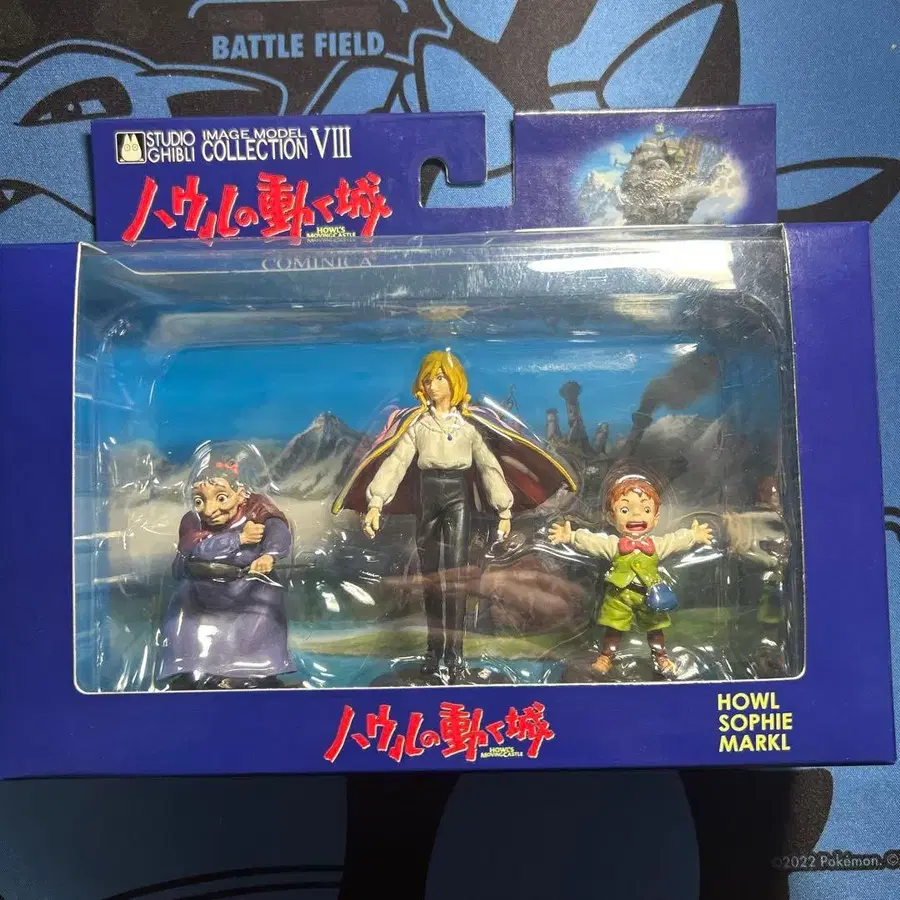 BATTLE FIELD
STUDIO GHIBLI
IMAGE MODEL
COLLECTION VIII
ハウルの動く城
HOWL'S
MOVING CASTLE
COMINICA
ハウルの動く城
HOWL'S
MOVING CASTLE
HOWL
SOPHIE
MARKL
©2022 Pokémon. ©